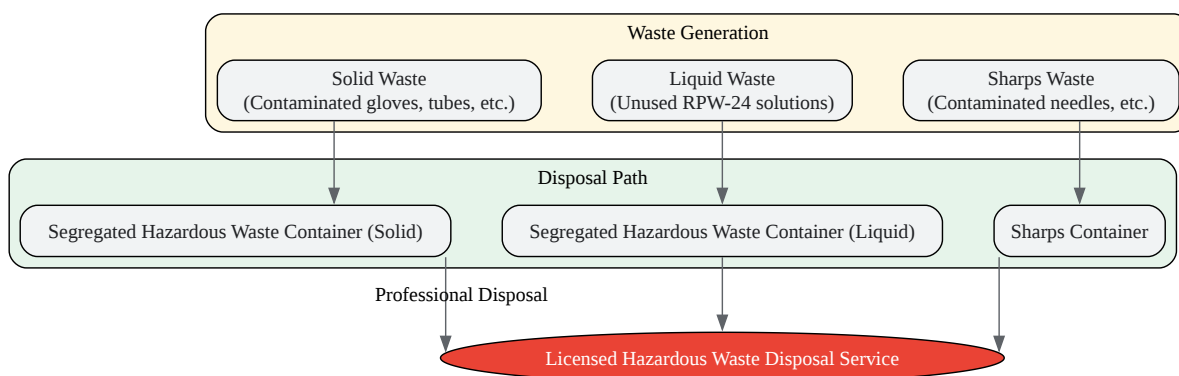 Waste Generation
Solid Waste
(Contaminated gloves, tubes, etc.)
Liquid Waste
(Unused RPW-24 solutions)
Sharps Waste
(Contaminated needles, etc.)
Disposal Path
Segregated Hazardous Waste Container (Solid)
Segregated Hazardous Waste Container (Liquid)
Sharps Container
Professional Disposal
Licensed Hazardous Waste Disposal Service